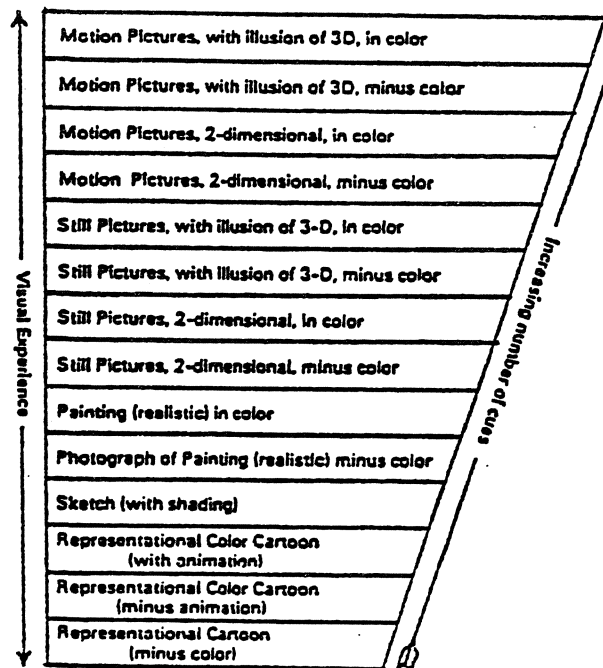 Motion Pictures, with illusion of 3D, in color
Motion Pictures, with illusion of 3D, minus color
Motion Pictures, 2-dimensional, in color
Motion Pictures, 2-dimensional, minus color
Still Pictures, with illusion of 3-D, in color
Still Pictures, with illusion of 3-D, minus color
Still Pictures, 2-dimensional, in color
Still Pictures, 2-dimensional, minus color
Painting (realistic) in color
Photograph of Painting (realistic) minus color
Sketch (with shading)
Representational Color Cartoon
(with animation)
Representational Color Cartoon
(minus animation)
Representational Cartoon
(minus color)
Visual Experience
Increasing number of cues